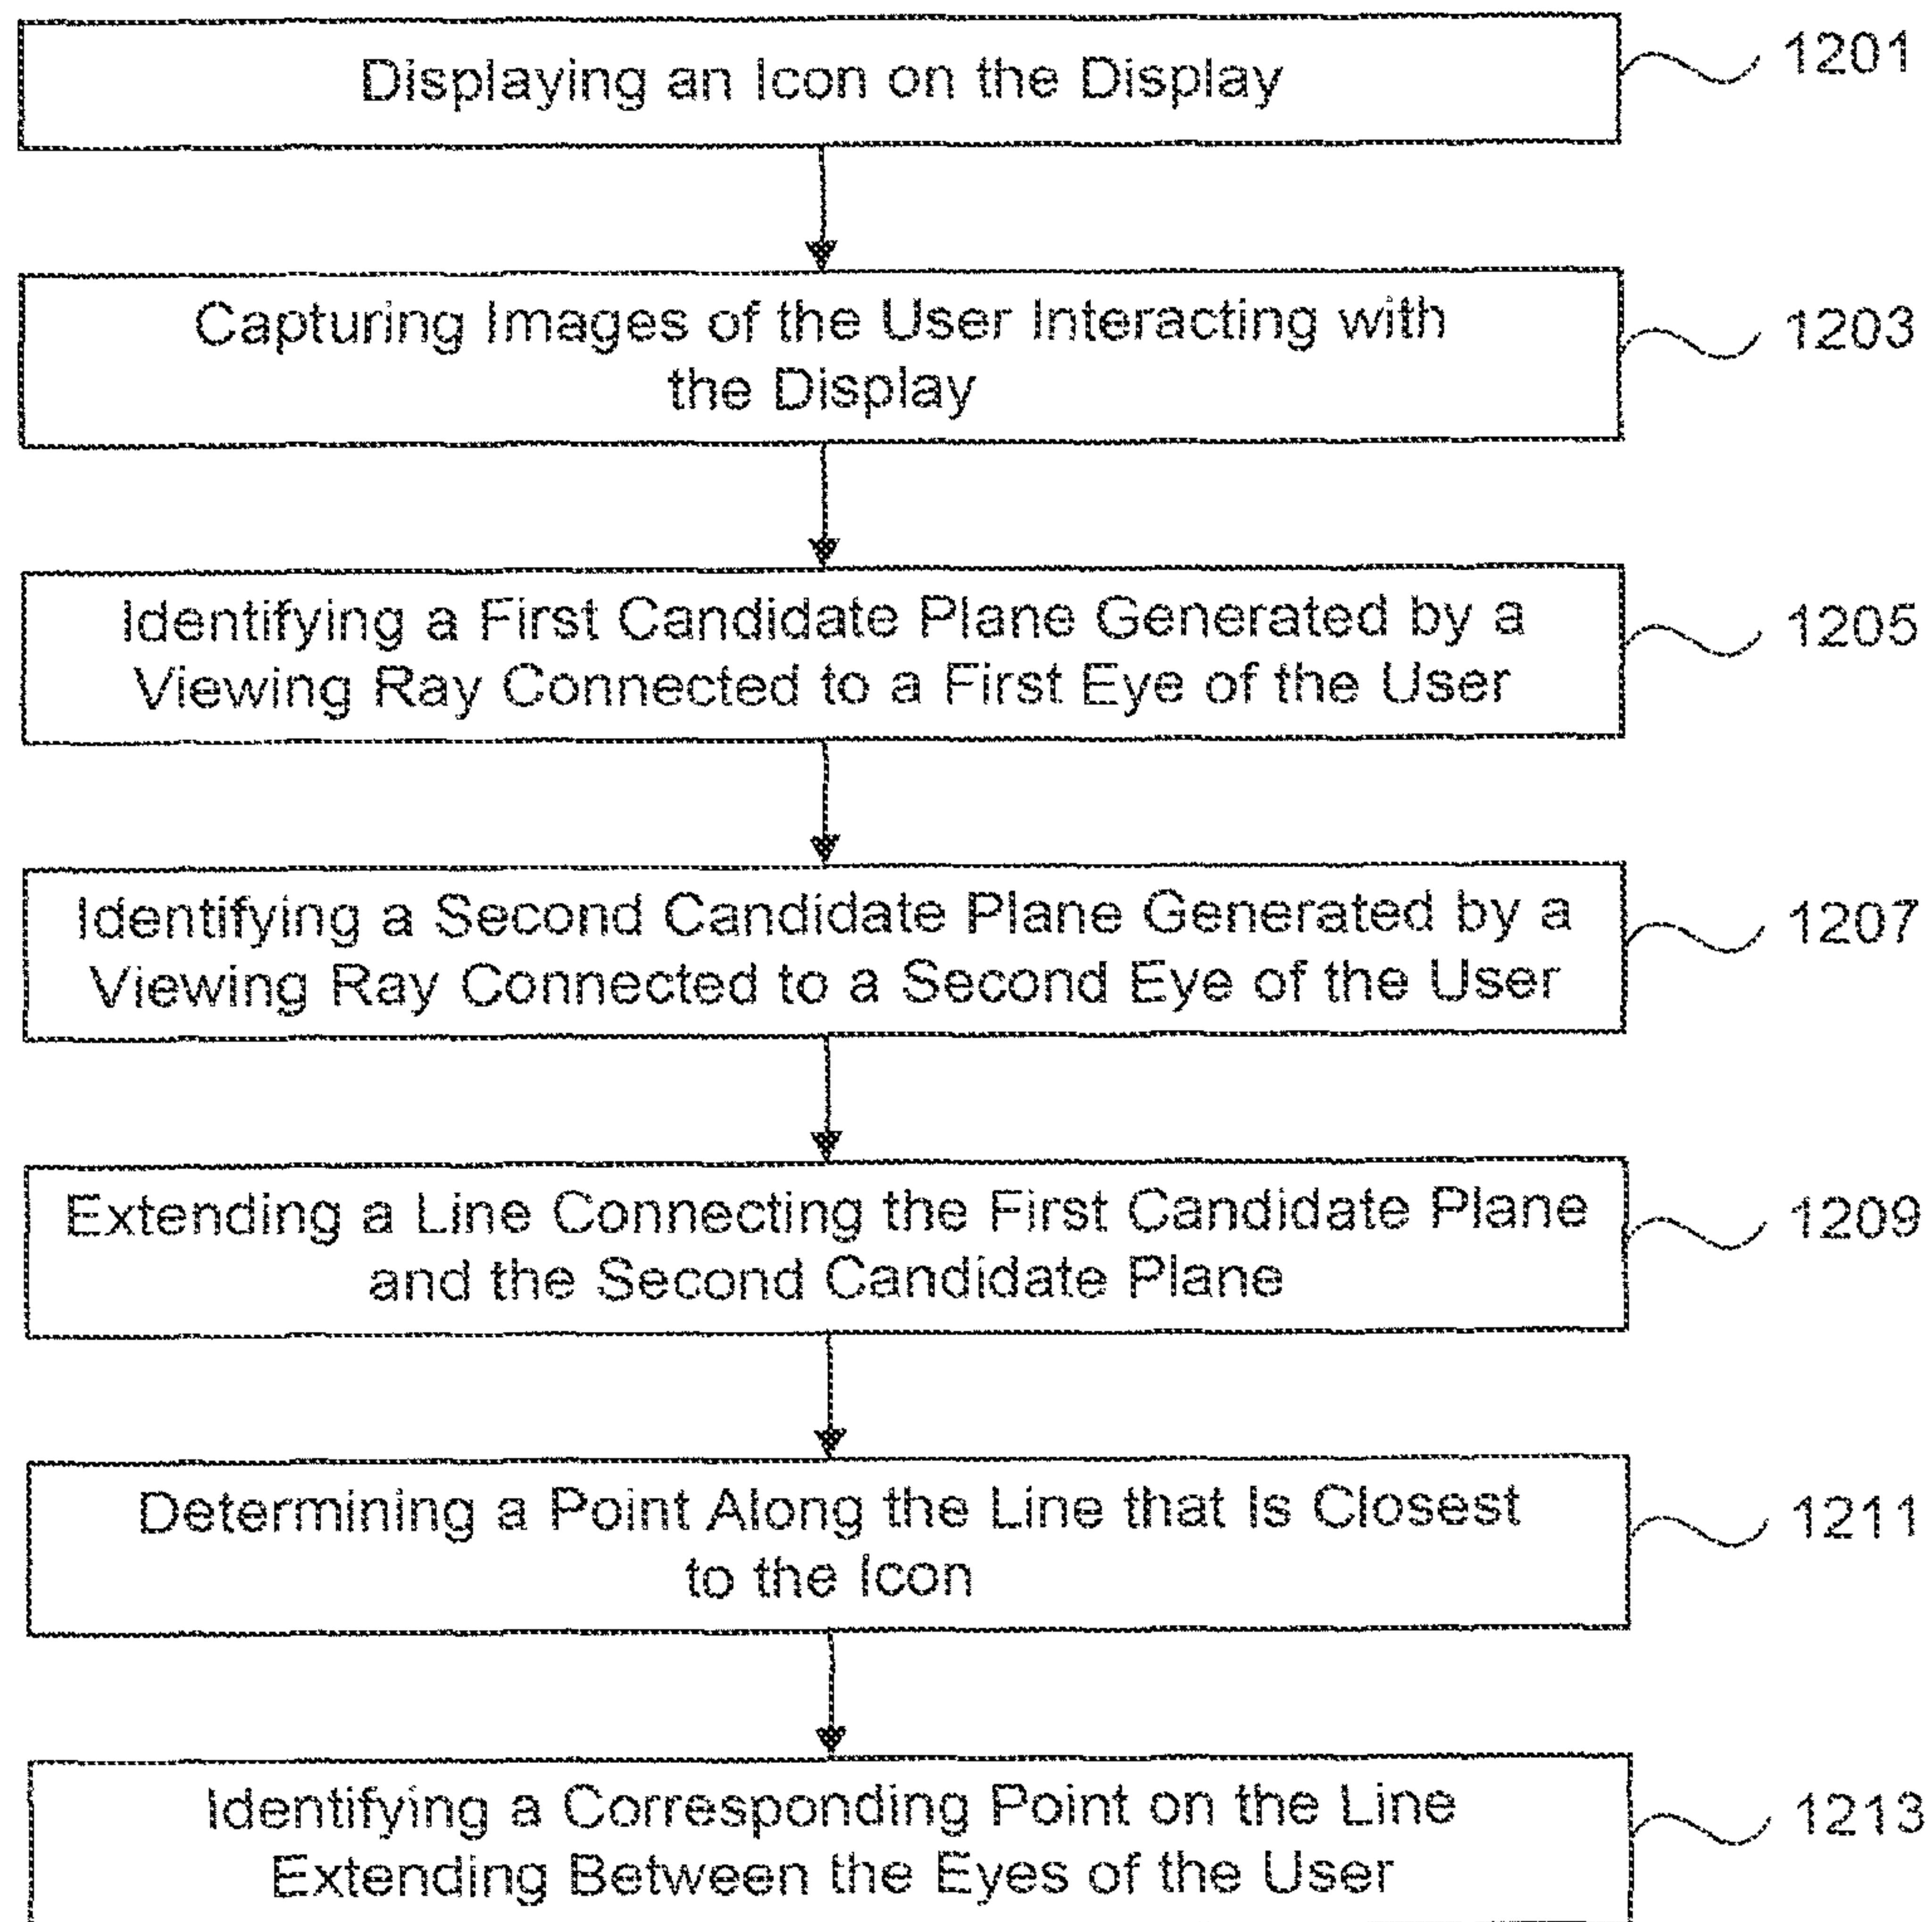 Displaying an Icon on the Display
1201
Capturing Images of the User Interacting with
the Display
1203
Identifying a First Candidate Plane Generated by a
Viewing Ray Connected to a First Eye of the User
1205
Identifying a Second Candidate Plane Generated by a
Viewing Ray Connected to a Second Eye of the User
1207
Extending a Line Connecting the First Candidate Plane
and the Second Candidate Plane
1209
Determining a Point Along the Line that Is Closest
to the Icon
1211
Identifying a Corresponding Point on the Line
Extending Between the Eyes of the User
1213